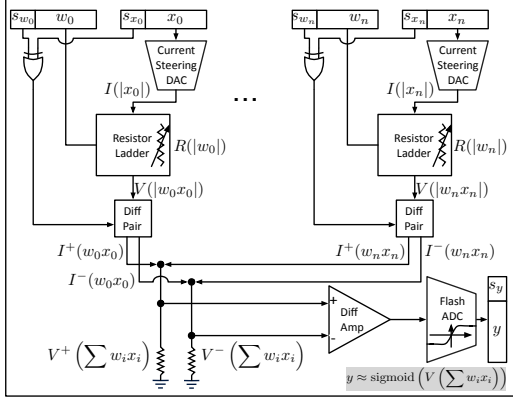 s_{w_0} w_0 s_{x_0} x_0 s_{w_n} w_n s_{x_n} x_n
Current Steering DAC
Current Steering DAC
I(|x_0|)
...
I(|x_n|)
Resistor Ladder
R(|w_0|)
Resistor Ladder
R(|w_n|)
V(|w_0x_0|)
V(|w_nx_n|)
Diff Pair
Diff Pair
I^+(w_0x_0)
I^+(w_nx_n)
I^-(w_nx_n)
I^-(w_0x_0)
+
-
Diff Amp
Flash ADC
s_y
y
V^+(∑ w_ix_i)
V^-(∑ w_ix_i)
y ≈ sigmoid(V(∑ w_ix_i))